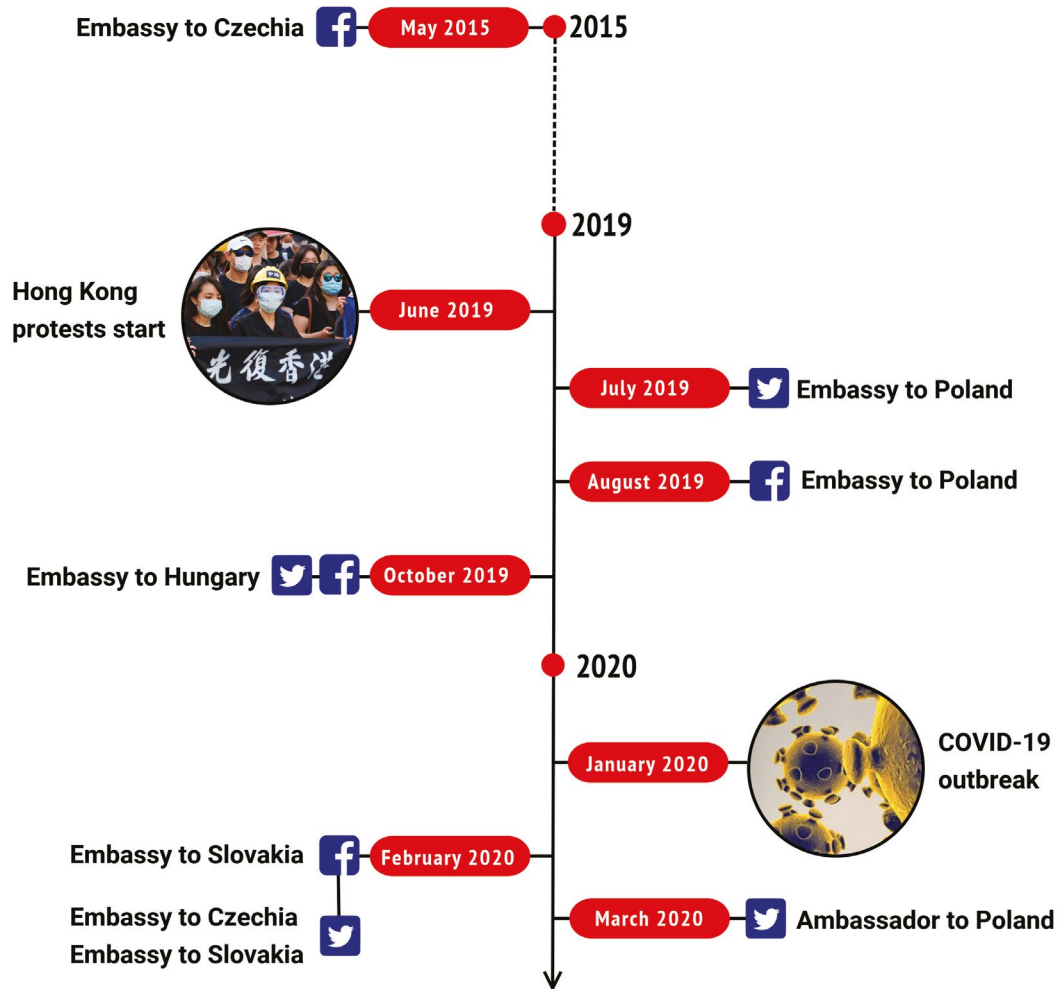 Embassy to Czechia May 2015 2015
2019
Hong Kong
protests start
June 2019
光復香港
July 2019 Embassy to Poland
August 2019 Embassy to Poland
Embassy to Hungary October 2019
2020
January 2020
COVID-19
outbreak
Embassy to Slovakia February 2020
Embassy to Czechia
Embassy to Slovakia
March 2020 Ambassador to Poland